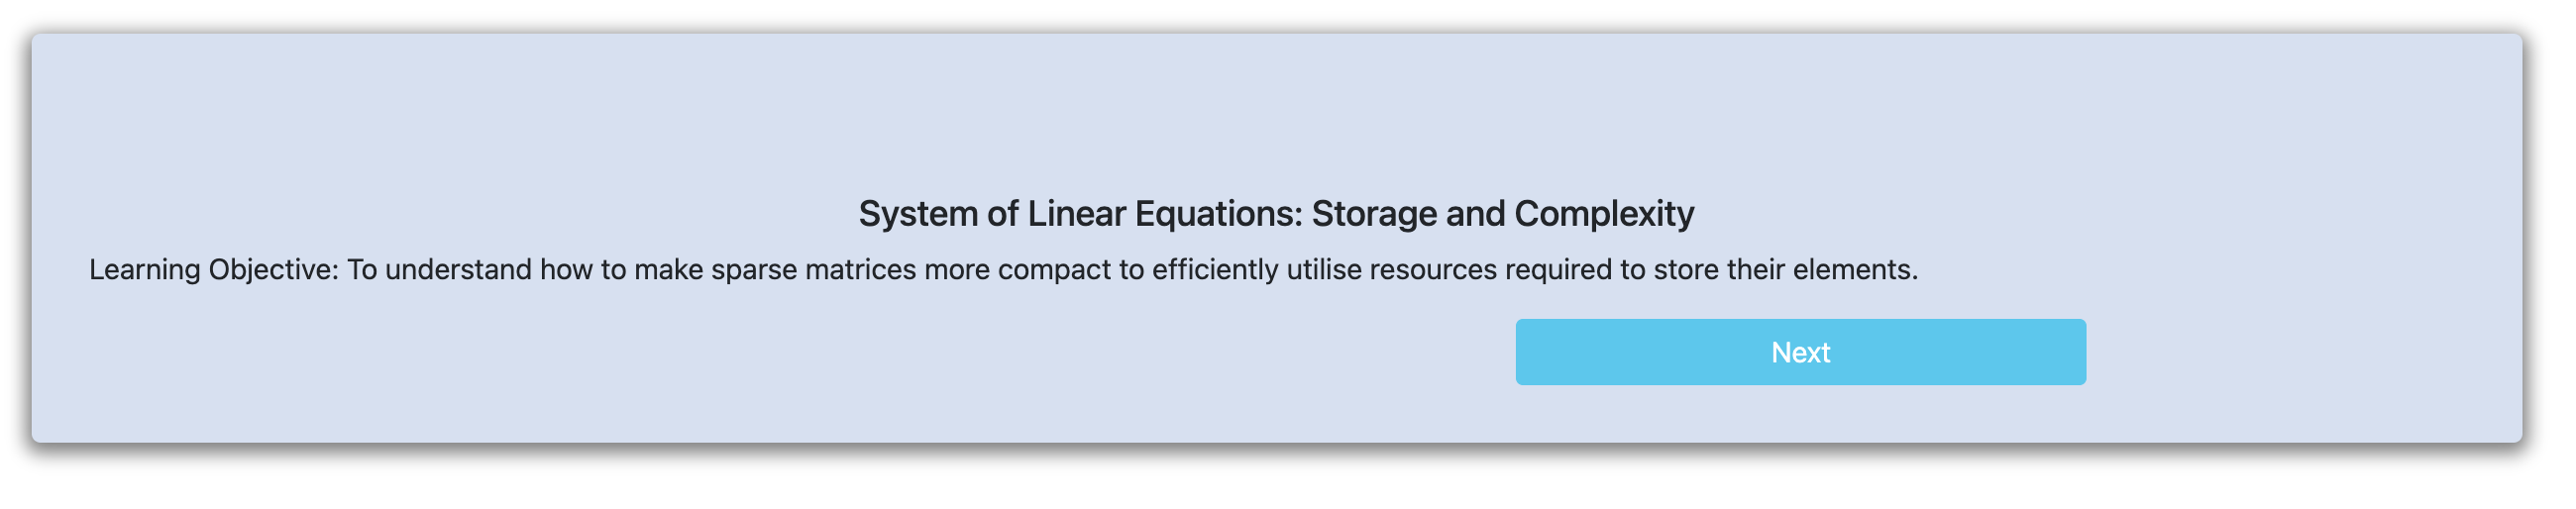 System of Linear Equations: Storage and Complexity
Learning Objective: To understand how to make sparse matrices more compact to efficiently utilise resources required to store their elements.
Next